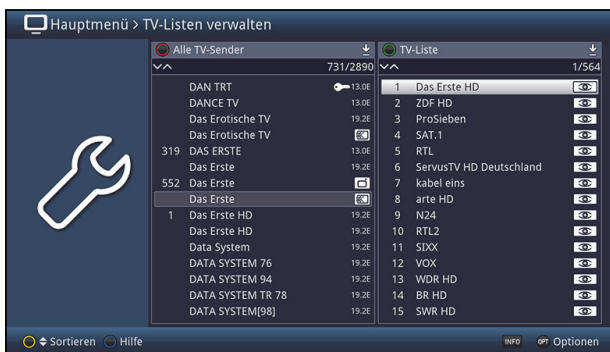 Hauptmenü > TV-Listen verwalten
Alle TV-Sender
731/2890
DAN TRT 13.0E
DANCE TV 13.0E
Das Erotische TV 19.2E
Das Erotische TV
319 DAS ERSTE 13.0E
Das Erste 19.2E
552 Das Erste
Das Erste
1 Das Erste HD 19.2E
Das Erste HD 19.2E
Data System 19.2E
DATA SYSTEM 76 19.2E
DATA SYSTEM 94 19.2E
DATA SYSTEM TR 78 19.2E
DATA SYSTEM[98] 19.2E
TV-Liste
1/564
1 Das Erste HD
2 ZDF HD
3 ProSieben
4 SAT.1
5 RTL
6 ServusTV HD Deutschland
7 kabel eins
8 arte HD
9 N24
10 RTL2
11 SIXX
12 VOX
13 WDR HD
14 BR HD
15 SWR HD
Sortieren Hilfe
INFO OPT Optionen